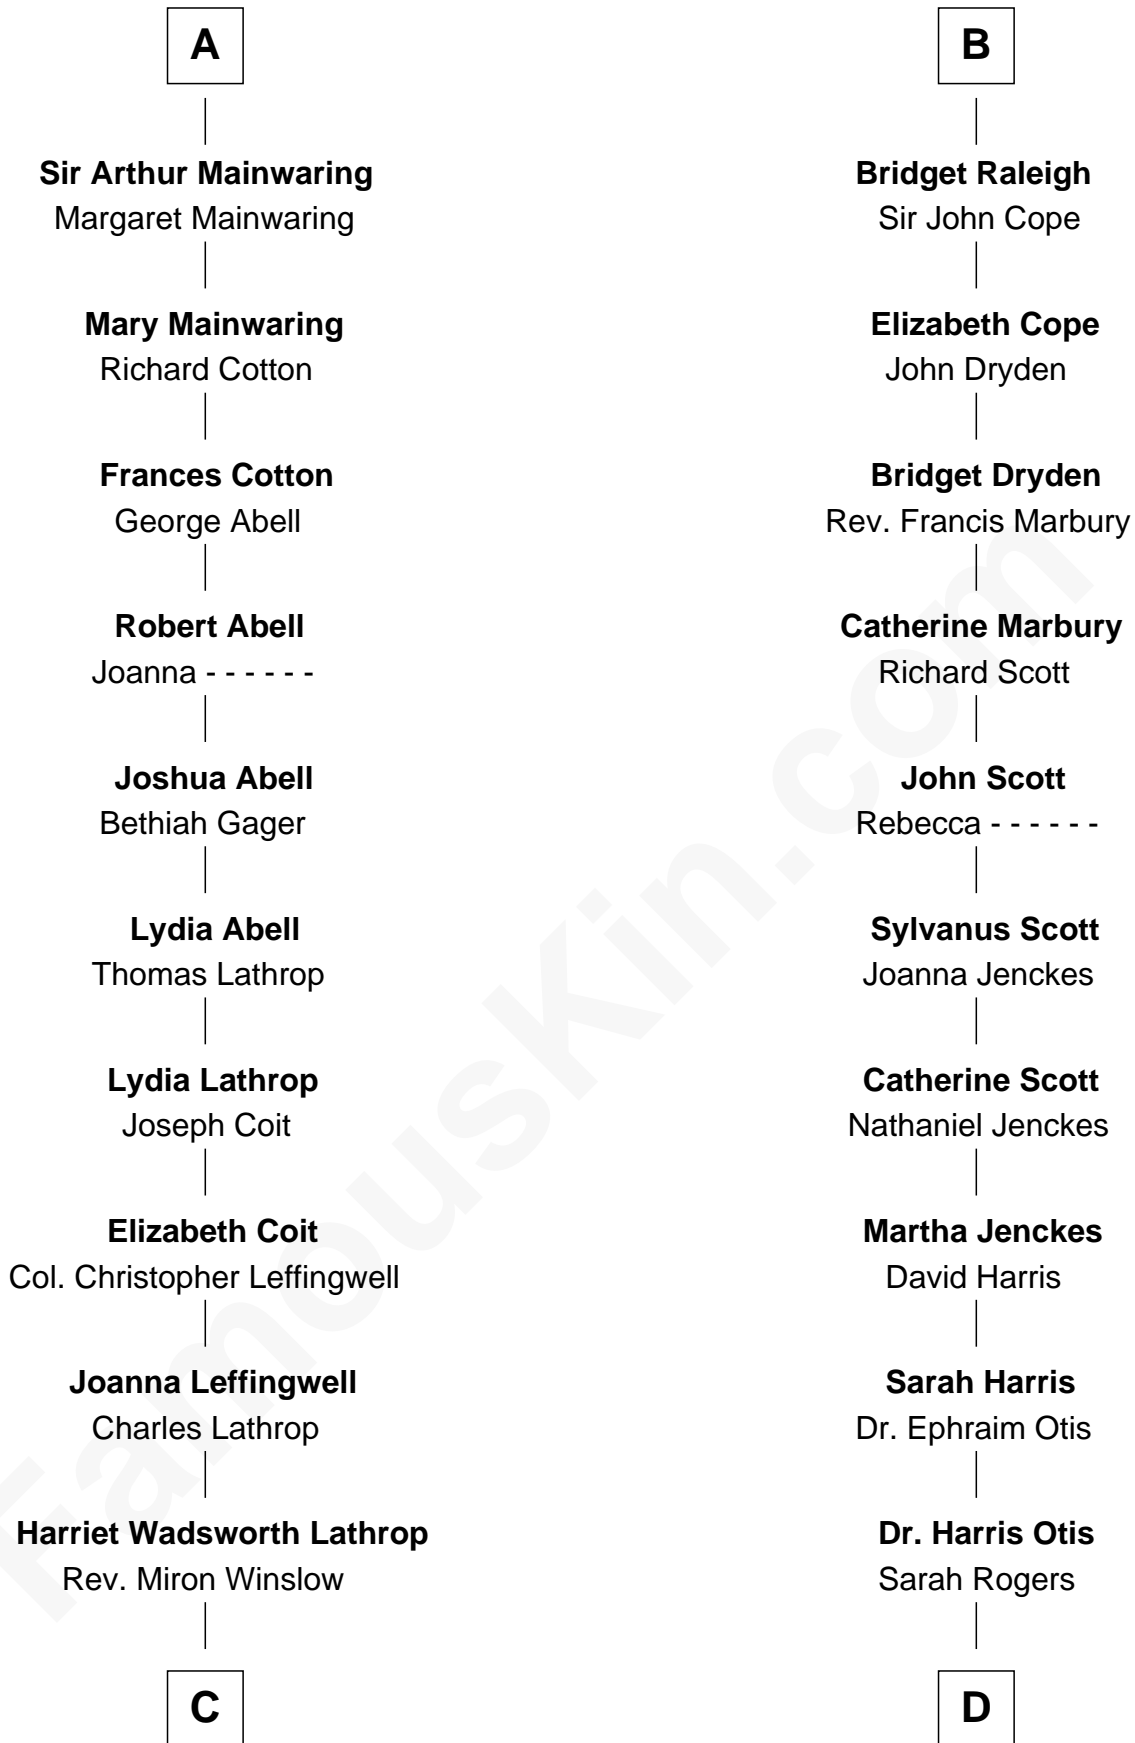 A
Sir Arthur Mainwaring
Margaret Mainwaring
Mary Mainwaring
Richard Cotton
Frances Cotton
George Abell
Robert Abell
Joanna - - - - - -
Joshua Abell
Bethiah Gager
Lydia Abell
Thomas Lathrop
Lydia Lathrop
Joseph Coit
Elizabeth Coit
Col. Christopher Leffingwell
Joanna Leffingwell
Charles Lathrop
Harriet Wadsworth Lathrop
Rev. Miron Winslow
C
B
Bridget Raleigh
Sir John Cope
Elizabeth Cope
John Dryden
Bridget Dryden
Rev. Francis Marbury
Catherine Marbury
Richard Scott
John Scott
Rebecca - - - - - -
Sylvanus Scott
Joanna Jenckes
Catherine Scott
Nathaniel Jenckes
Martha Jenckes
David Harris
Sarah Harris
Dr. Ephraim Otis
Dr. Harris Otis
Sarah Rogers
D
FamousKin.com